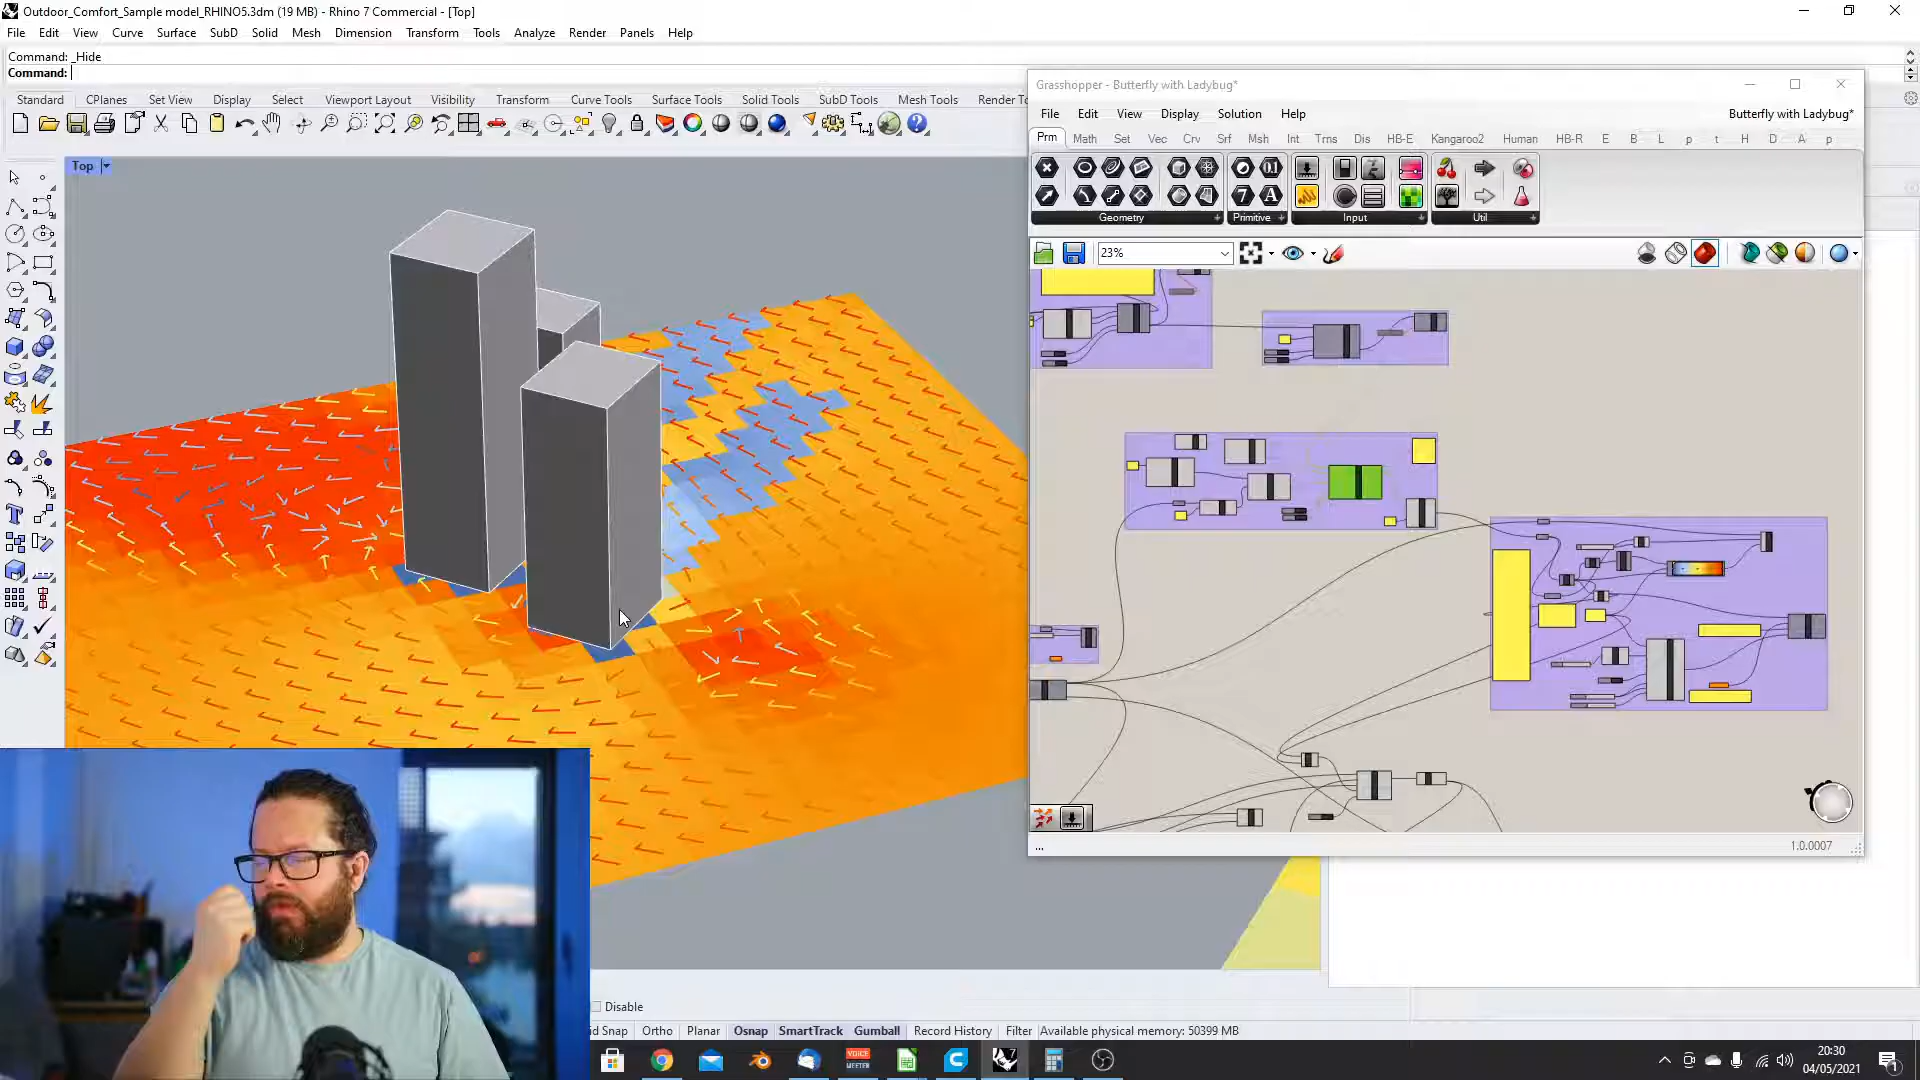 Outdoor_Comfort_Sample model_RHINO5.3dm (19 MB) - Rhino 7 Commercial - [Top]
File Edit View Curve Surface SubD Solid Mesh Dimension Transform Tools Analyze Render Panels Help
Command: _Hide
Command:
Standard CPlanes Set View Display Select Viewport Layout Visibility Transform Curve Tools Surface Tools Solid Tools SubD Tools Mesh Tools Render To
Top
Grasshopper - Butterfly with Ladybug*
File Edit View Display Solution Help
Butterfly with Ladybug*
Prm Math Set Vec Crv Srf Msh Int Trns Dis HB-E Kangaroo2 Human HB-R E B L p t H D A p
Geometry Primitive Input Util
23%
...
1.0.0007
Disable
id Snap Ortho Planar Osnap SmartTrack Gumball Record History Filter Available physical memory: 50399 MB
VOICE
MEETER
20:30
04/05/2021